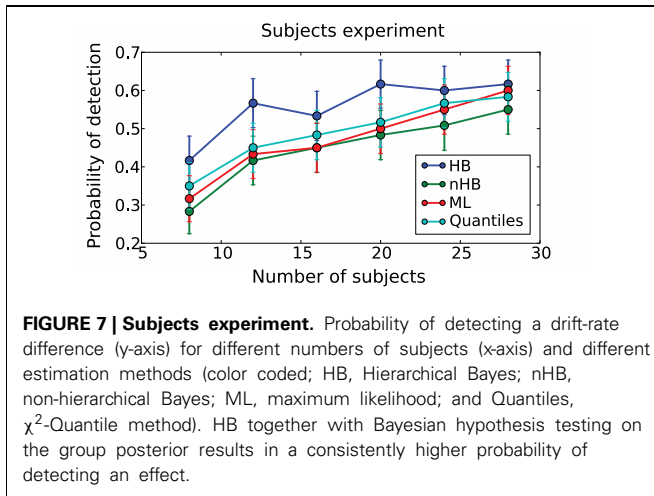 Subjects experiment
0.7
0.6
0.5
0.4
0.3
0.2
Probability of detection
HB
nHB
ML
Quantiles
5 10 15 20 25 30
Number of subjects
FIGURE 7 | Subjects experiment. Probability of detecting a drift-rate
difference (y-axis) for different numbers of subjects (x-axis) and different
estimation methods (color coded; HB, Hierarchical Bayes; nHB,
non-hierarchical Bayes; ML, maximum likelihood; and Quantiles,
χ²-Quantile method). HB together with Bayesian hypothesis testing on
the group posterior results in a consistently higher probability of
detecting an effect.